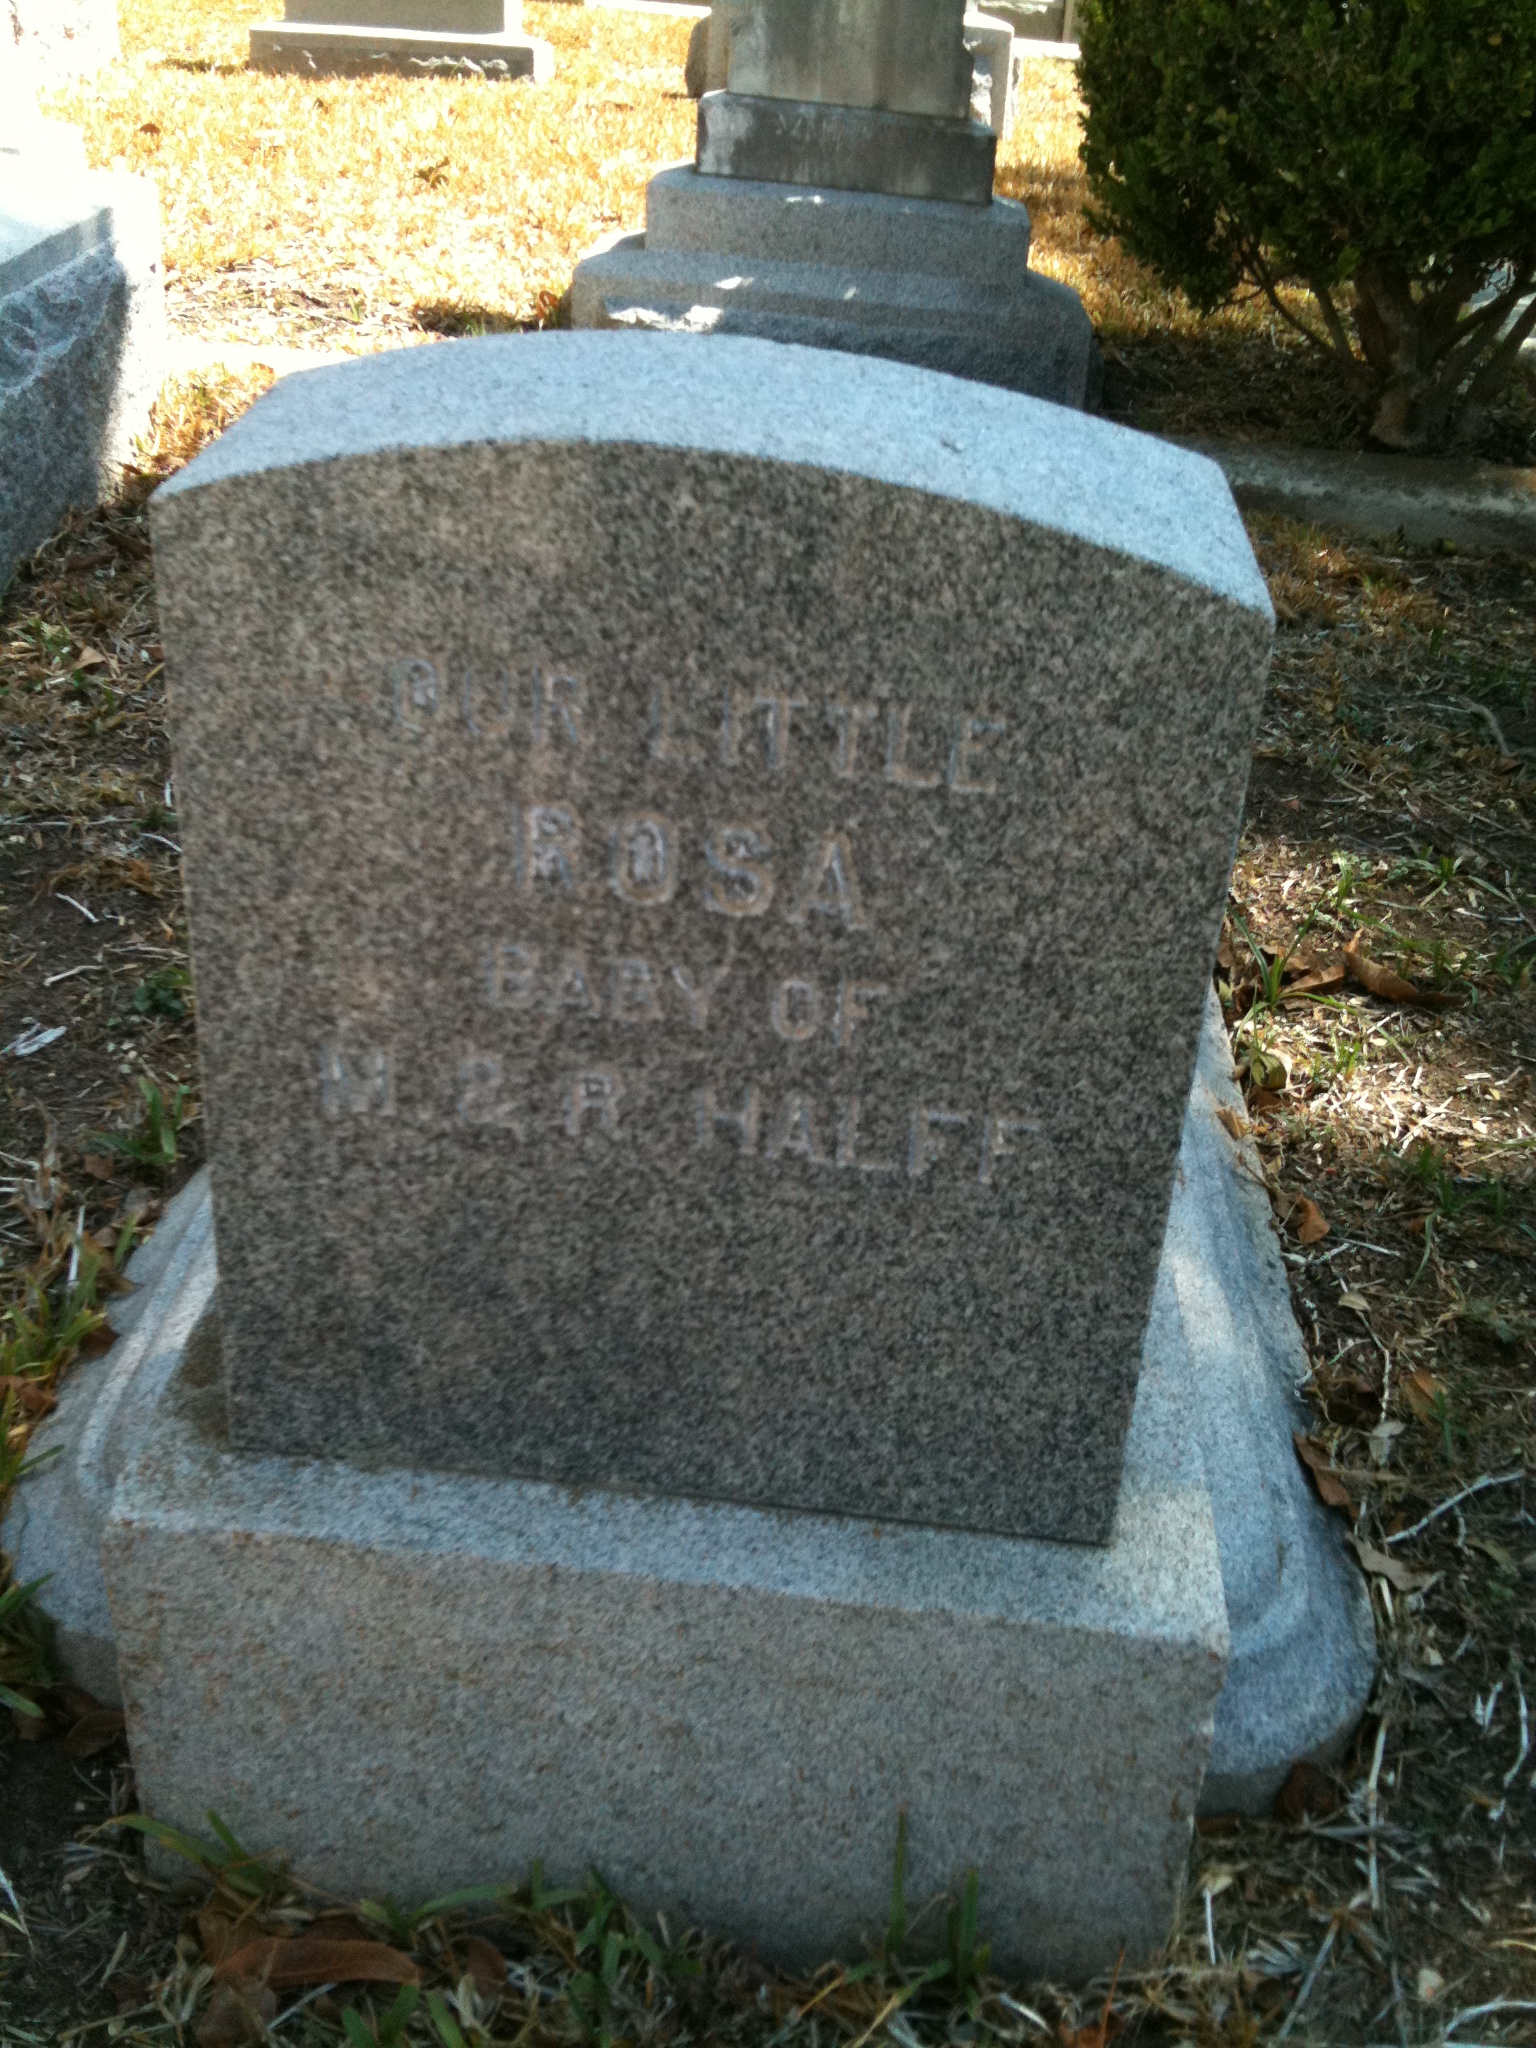 OUR LITTLE
ROSA
BABY OF
M. & R. HALFF